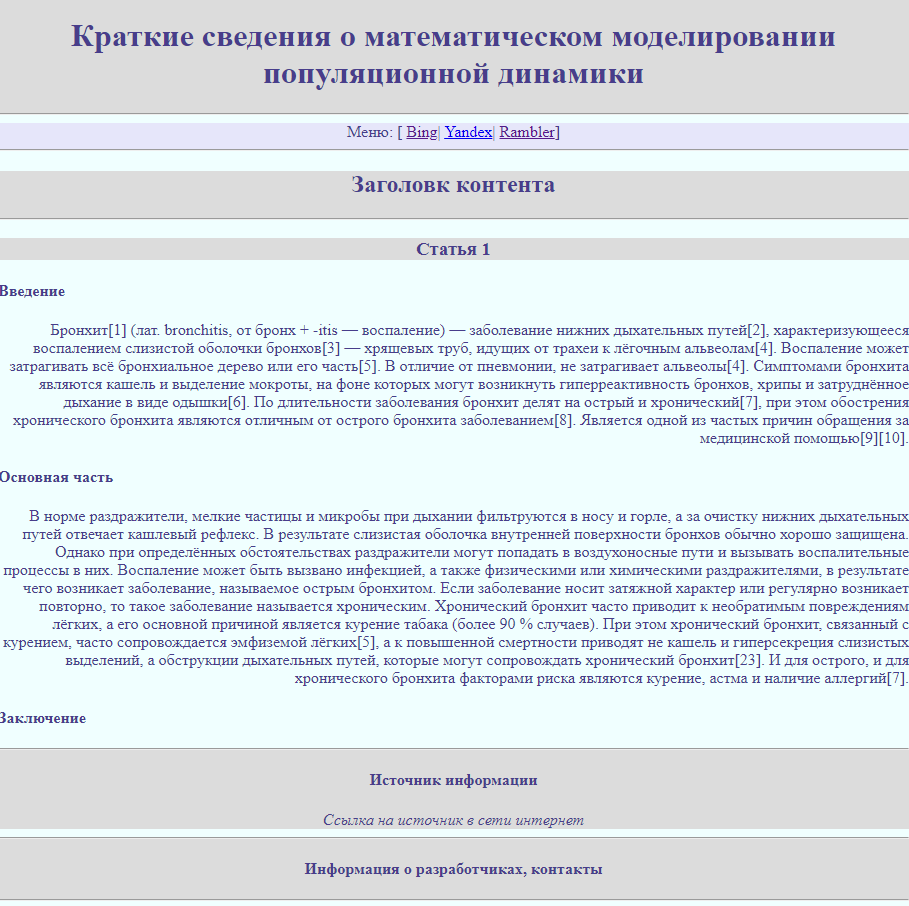 Краткие сведения о математическом моделировании
популяционной динамики
Меню: [ Bing| Yandex| Rambler]
Заголовк контента
Статья 1
Введение
Бронхит[1] (лат. bronchitis, от бронх + -itis — воспаление) — заболевание нижних дыхательных путей[2], характеризующееся
воспалением слизистой оболочки бронхов[3] — хрящевых труб, идущих от трахеи к лёгочным альвеолам[4]. Воспаление может
затрагивать всё бронхиальное дерево или его часть[5]. В отличие от пневмонии, не затрагивает альвеолы[4]. Симптомами бронхита
являются кашель и выделение мокроты, на фоне которых могут возникнуть гиперреактивность бронхов, хрипы и затруднённое
дыхание в виде одышки[6]. По длительности заболевания бронхит делят на острый и хронический[7], при этом обострения
хронического бронхита являются отличным от острого бронхита заболеванием[8]. Является одной из частых причин обращения за
медицинской помощью[9][10].
Основная часть
В норме раздражители, мелкие частицы и микробы при дыхании фильтруются в носу и горле, а за очистку нижних дыхательных
путей отвечает кашлевый рефлекс. В результате слизистая оболочка внутренней поверхности бронхов обычно хорошо защищена.
Однако при определённых обстоятельствах раздражители могут попадать в воздухоносные пути и вызывать воспалительные
процессы в них. Воспаление может быть вызвано инфекцией, а также физическими или химическими раздражителями, в результате
чего возникает заболевание, называемое острым бронхитом. Если заболевание носит затяжной характер или регулярно возникает
повторно, то такое заболевание называется хроническим. Хронический бронхит часто приводит к необратимым повреждениям
лёгких, а его основной причиной является курение табака (более 90 % случаев). При этом хронический бронхит, связанный с
курением, часто сопровождается эмфиземой лёгких[5], а к повышенной смертности приводят не кашель и гиперсекреция слизистых
выделений, а обструкции дыхательных путей, которые могут сопровождать хронический бронхит[23]. И для острого, и для
хронического бронхита факторами риска являются курение, астма и наличие аллергий[7].
Заключение
Источник информации
Ссылка на источник в сети интернет
Информация о разработчиках, контакты